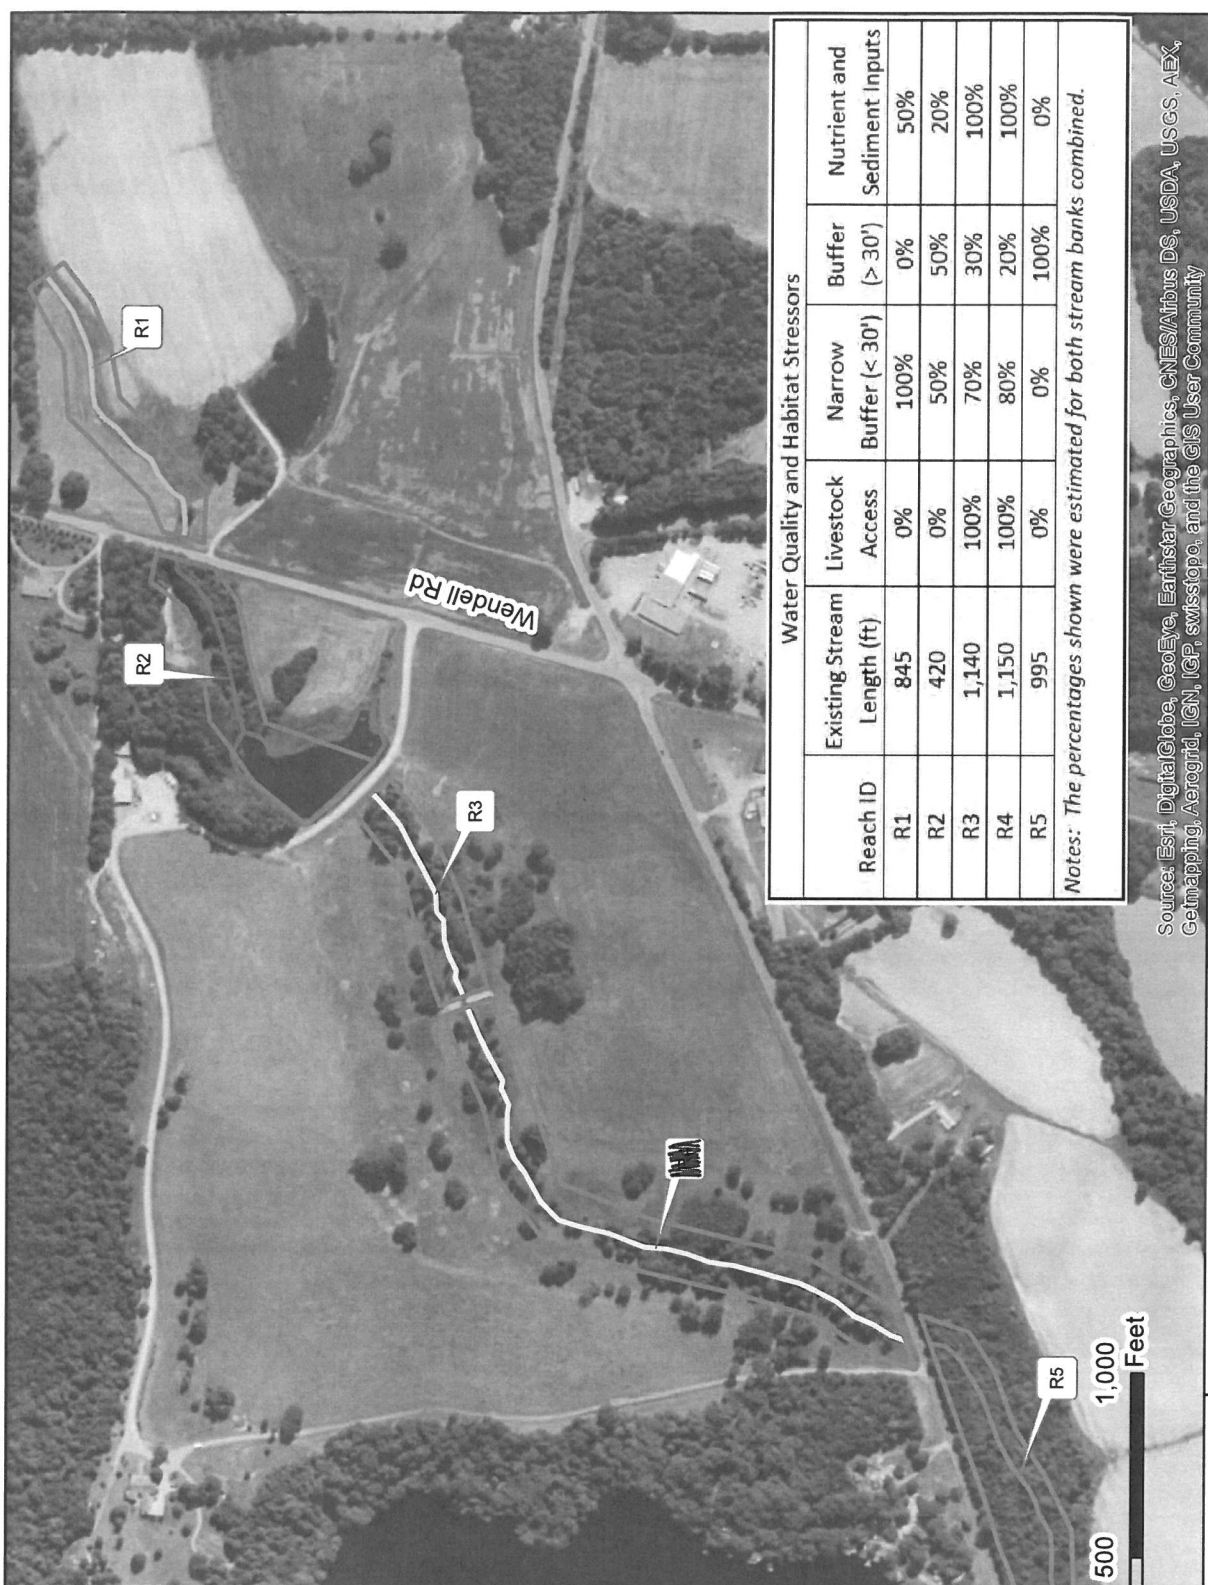 R1
R2
Wendell Rd
R3
R5
500
1,000
Feet
Water Quality and Habitat Stressors
Reach ID Existing Stream Length (ft) Livestock Access Narrow Buffer (< 30') Buffer (> 30') Nutrient and Sediment Inputs
R1 845 0% 100% 0% 50%
R2 420 0% 50% 50% 20%
R3 1,140 100% 70% 30% 100%
R4 1,150 100% 80% 20% 100%
R5 995 0% 0% 100% 0%
Notes: The percentages shown were estimated for both stream banks combined.
Source: Esri, DigitalGlobe, GeoEye, Earthstar Geographics, CNES/Airbus DS, USDA, USGS, AEX,
Getmapping, Aerogrid, IGN, IGP, swisstopo, and the GIS User Community